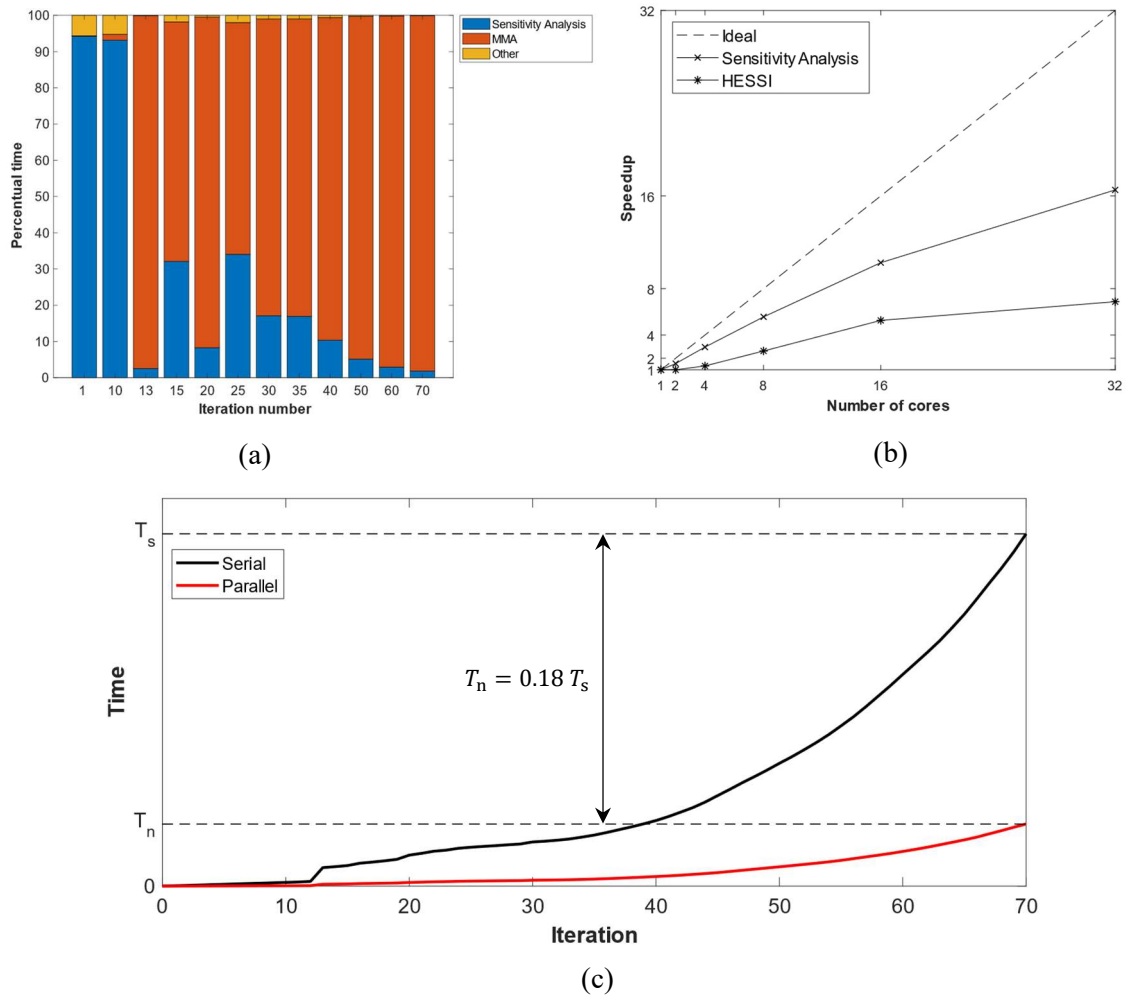 100
90
80
70
60
50
40
30
20
10
0
Percentual time
1 10 13 15 20 25 30 35 40 50 60 70
Iteration number
Sensitivity Analysis
MMA
Other
(a)
32
16
8
4
2
1
Speedup
Ideal
Sensitivity Analysis
HESSI
1 2 4 8 16 32
Number of cores
(b)
Tₛ
Tₙ
0
Time
Serial
Parallel
Tₙ = 0.18 Tₛ
0 10 20 30 40 50 60 70
Iteration
(c)